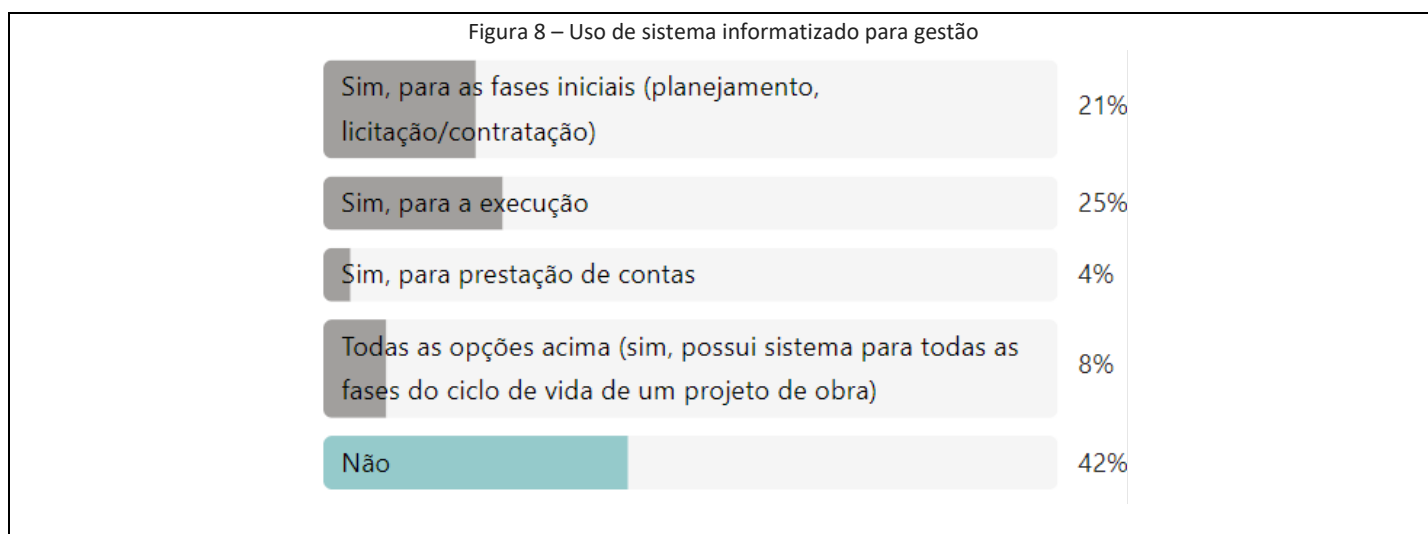 Figura 8 – Uso de sistema informatizado para gestão
Sim, para as fases iniciais (planejamento,
licitação/contratação)
21%
Sim, para a execução
25%
Sim, para prestação de contas
4%
Todas as opções acima (sim, possui sistema para todas as
fases do ciclo de vida de um projeto de obra)
8%
Não
42%